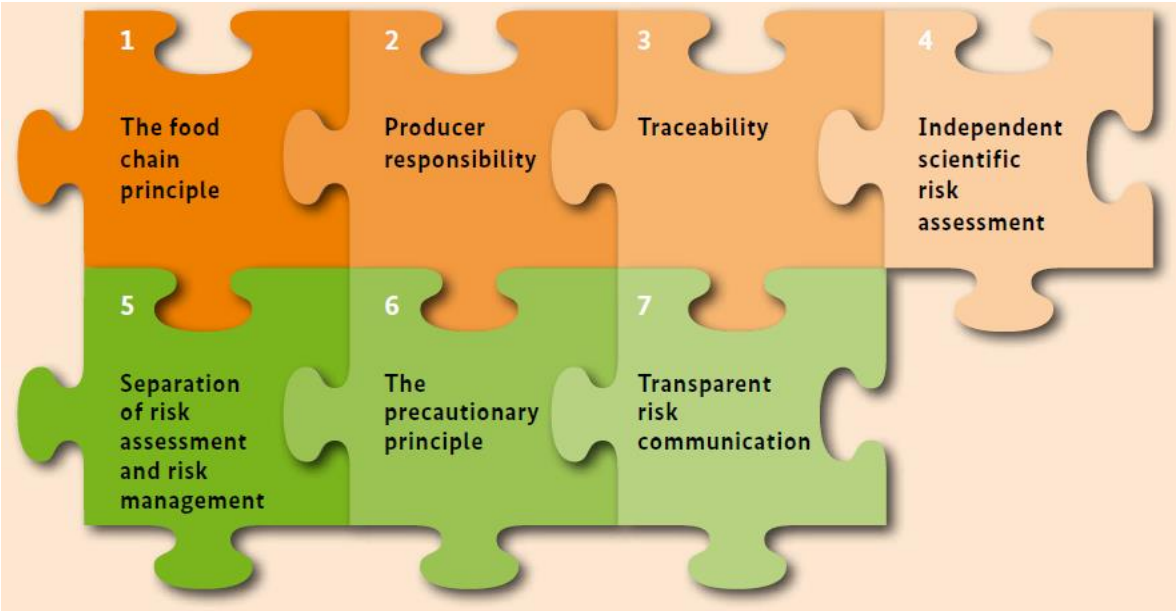 1
The food
chain
principle
2
Producer
responsibility
3
Traceability
4
Independent
scientific
risk
assessment
5
Separation
of risk
assessment
and risk
management
6
The
precautionary
principle
7
Transparent
risk
communication